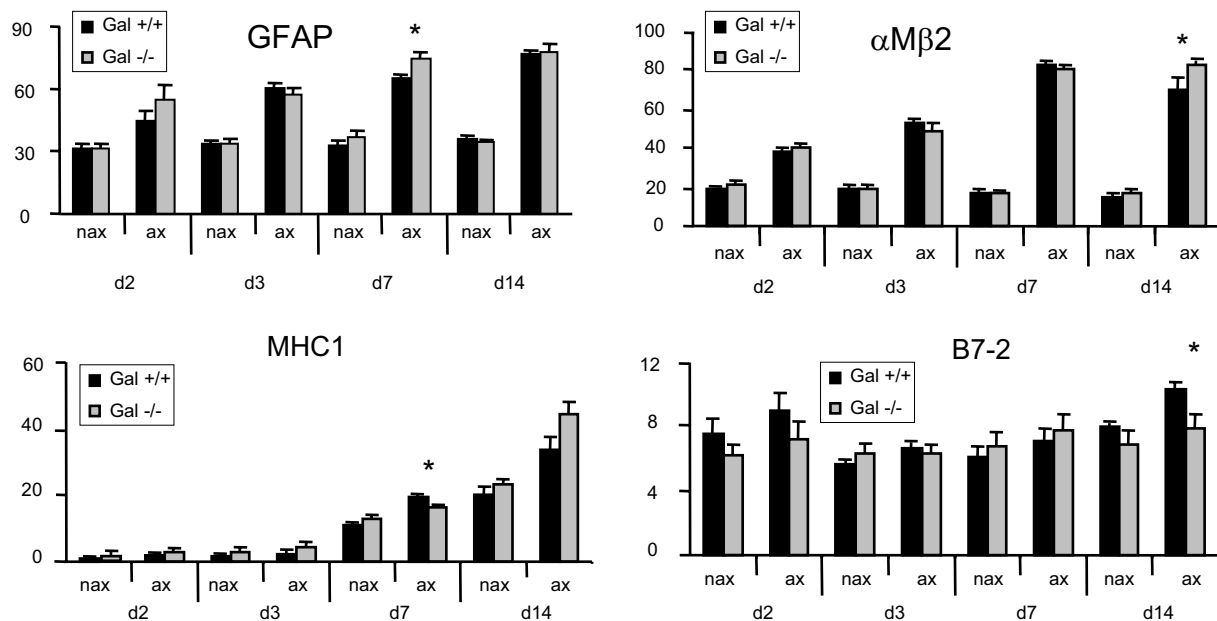 GFAP
Gal +/+
Gal -/-
*
90
60
30
0
nax ax nax ax nax ax nax ax
d2 d3 d7 d14
αMβ2
Gal +/+
Gal -/-
*
100
80
60
40
20
0
nax ax nax ax nax ax nax ax
d2 d3 d7 d14
MHC1
Gal +/+
Gal -/-
*
60
40
20
0
nax ax nax ax nax ax nax ax
d2 d3 d7 d14
B7-2
Gal +/+
Gal -/-
*
12
8
4
0
nax ax nax ax nax ax nax ax
d2 d3 d7 d14